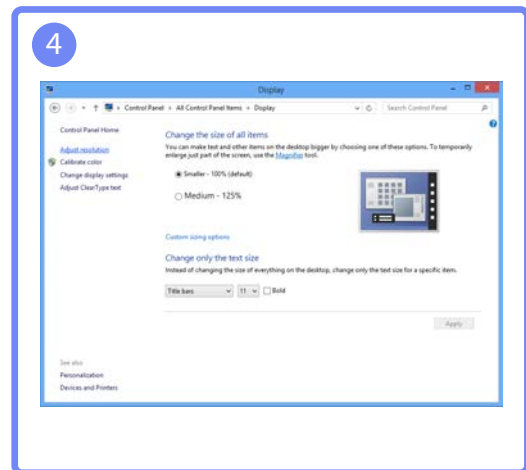 4
Display
Control Panel › All Control Panel Items › Display
Search Control Panel
Control Panel Home
Adjust resolution
Calibrate color
Change display settings
Adjust ClearType text
Change the size of all items
You can make text and other items on the desktop bigger by choosing one of these options. To temporarily
enlarge just part of the screen, use the Magnifier tool.
Smaller - 100% (default)
Medium - 125%
Custom sizing options
Change only the text size
Instead of changing the size of everything on the desktop, change only the text size for a specific item.
Title bars 11 Bold
Apply
See also
Personalization
Devices and Printers